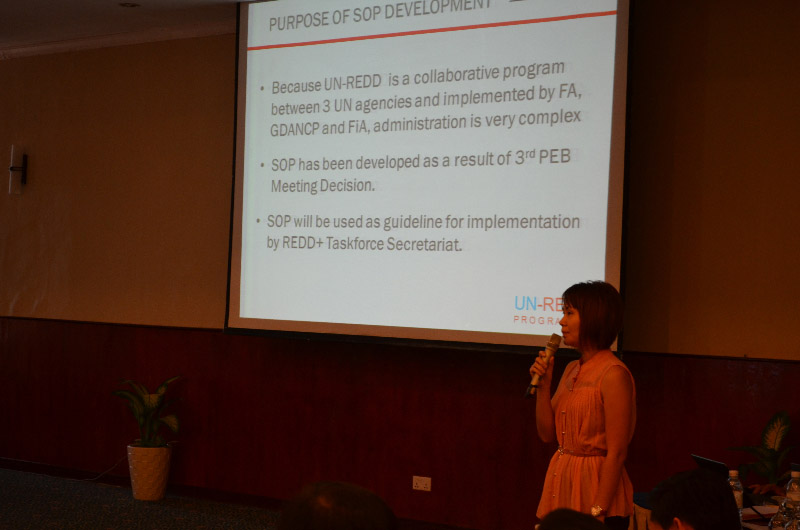 PURPOSE OF SOP DEVELOPMENT
• Because UN-REDD is a collaborative program
between 3 UN agencies and implemented by FA,
GDANCP and FiA, administration is very complex
• SOP has been developed as a result of 3rd PEB
Meeting Decision.
• SOP will be used as guideline for implementation
by REDD+ Taskforce Secretariat.